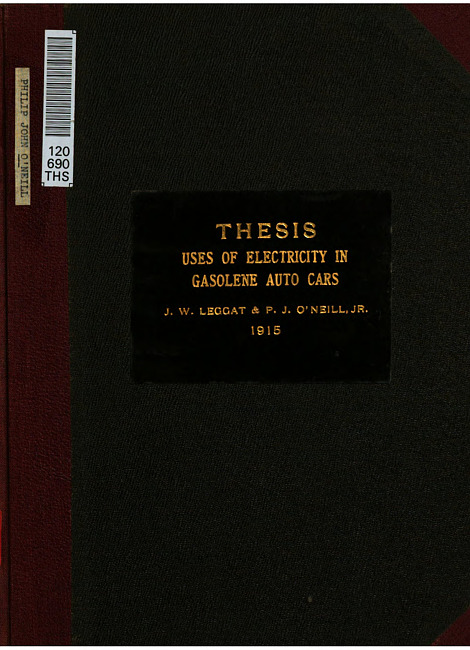 120
690
THS
PHILIP JOHN O'NEILL
THESIS
USES OF ELECTRICITY IN
GASOLENE AUTO CARS
J. W. LEGGAT & P. J. O'NEILL, JR.
1915